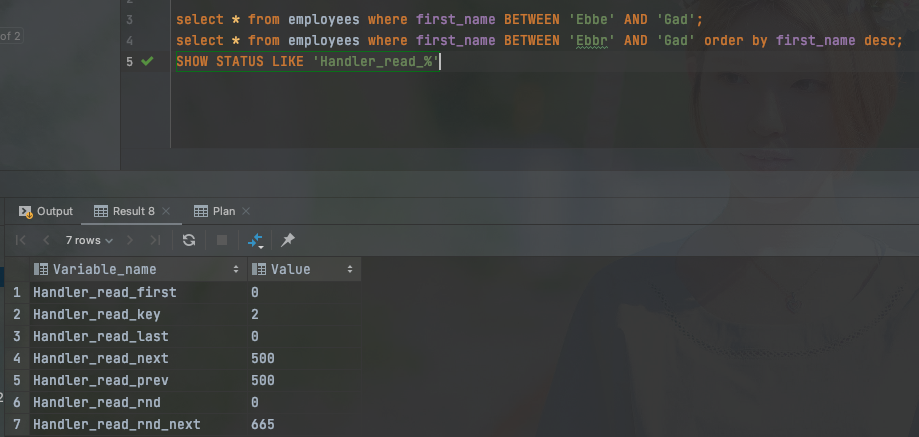 2
of 2
3 select * from employees where first_name BETWEEN 'Ebbe' AND 'Gad';
4 select * from employees where first_name BETWEEN 'Ebbr' AND 'Gad' order by first_name desc;
5 SHOW STATUS LIKE 'Handler_read_%'
Output Result 8 Plan
7 rows
Variable_name Value
1 Handler_read_first 0
2 Handler_read_key 2
3 Handler_read_last 0
4 Handler_read_next 500
5 Handler_read_prev 500
6 Handler_read_rnd 0
7 Handler_read_rnd_next 665